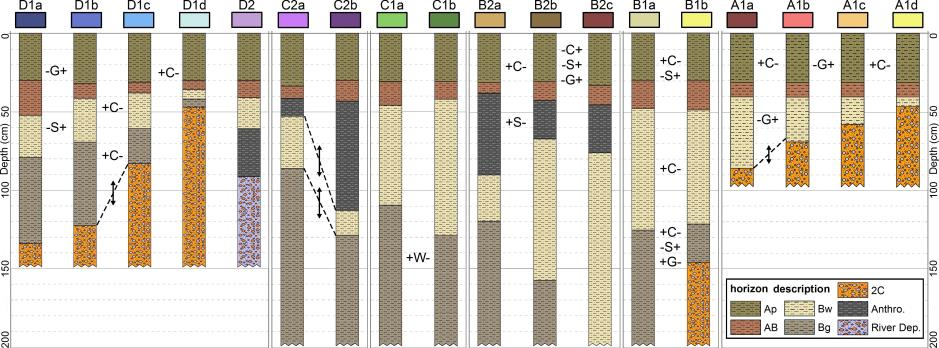 D1a D1b D1c D1d D2 C2a C2b C1a C1b B2a B2b B2c B1a B1b A1a A1b A1c A1d
0 50 100 150 200
Depth (cm)
-G+
-S+
+C-
+C-
+C-
+W-
+C-
+S-
-C+
-S+
-G+
+C-
-S+
+C-
+C-
-S+
+G-
+C-
-G+
-G+
+C-
0 50 100 150 200
Depth (cm)
horizon description
Ap Bw 2C
AB Bg Anthro.
River Dep.